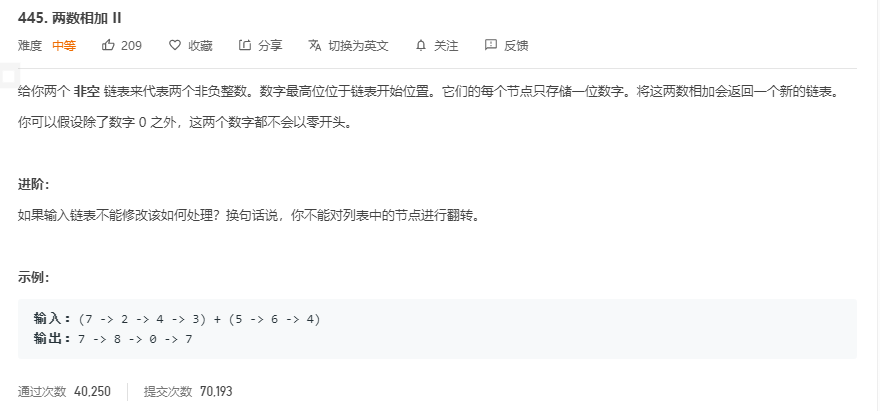 445. 两数相加 II
难度 中等 209 收藏 分享 切换为英文 关注 反馈
给你两个 非空 链表来代表两个非负整数。数字最高位位于链表开始位置。它们的每个节点只存储一位数字。将这两数相加会返回一个新的链表。
你可以假设除了数字 0 之外，这两个数字都不会以零开头。
进阶：
如果输入链表不能修改该如何处理？换句话说，你不能对列表中的节点进行翻转。
示例：
输入：(7 -> 2 -> 4 -> 3) + (5 -> 6 -> 4)
输出：7 -> 8 -> 0 -> 7
通过次数 40,250 提交次数 70,193